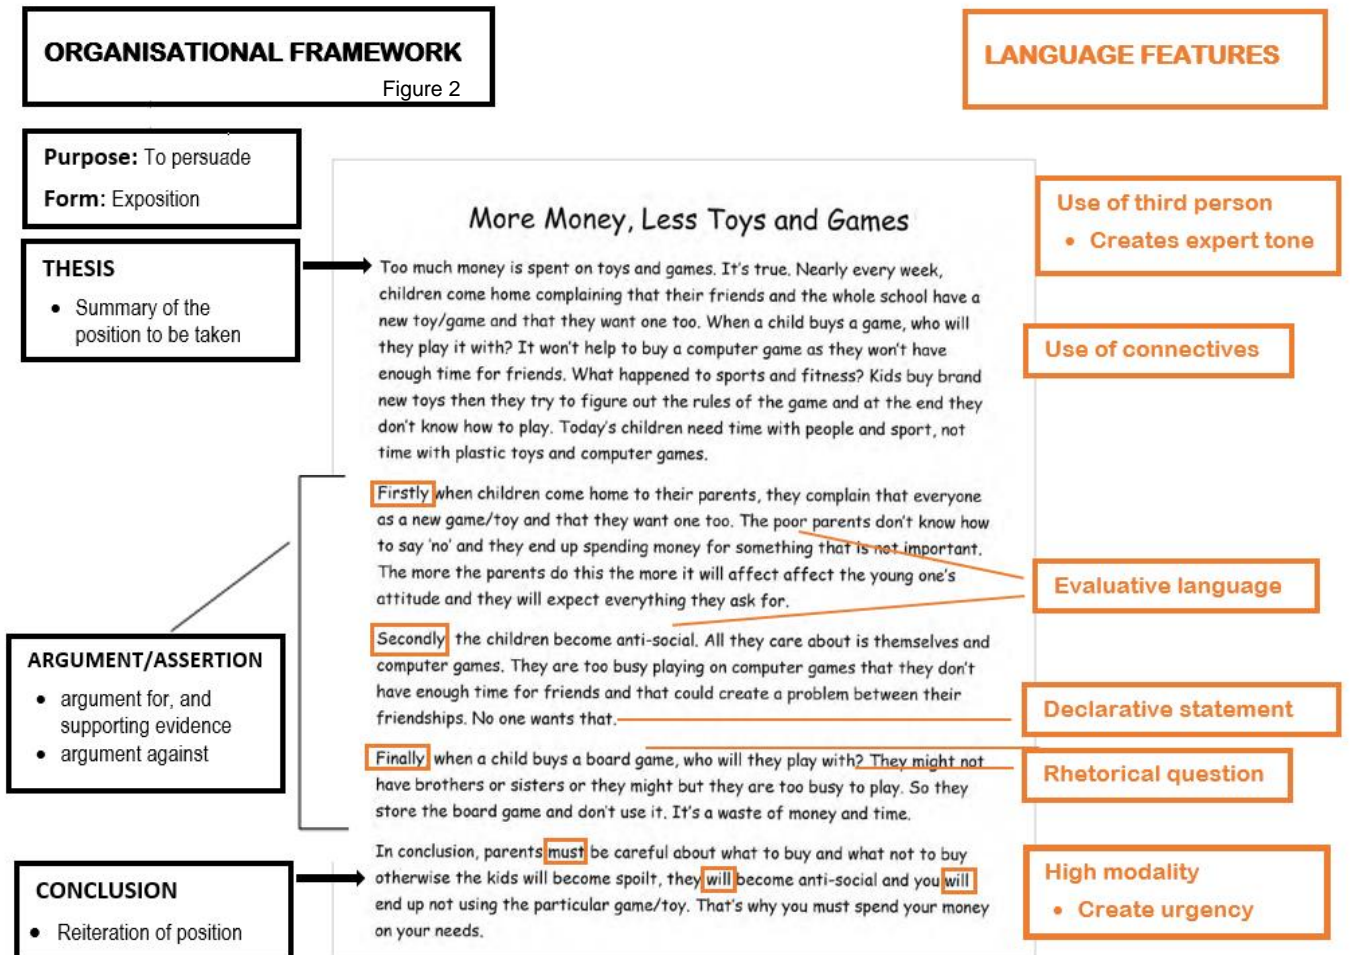 ORGANISATIONAL FRAMEWORK
Figure 2
LANGUAGE FEATURES
Purpose: To persuade
Form: Exposition
THESIS
• Summary of the
position to be taken
ARGUMENT/ASSERTION
• argument for, and
supporting evidence
• argument against
CONCLUSION
• Reiteration of position
More Money, Less Toys and Games
Too much money is spent on toys and games. It's true. Nearly every week,
children come home complaining that their friends and the whole school have a
new toy/game and that they want one too. When a child buys a game, who will
they play it with? It won't help to buy a computer game as they won't have
enough time for friends. What happened to sports and fitness? Kids buy brand
new toys then they try to figure out the rules of the game and at the end they
don't know how to play. Today's children need time with people and sport, not
time with plastic toys and computer games.
Firstly when children come home to their parents, they complain that everyone
as a new game/toy and that they want one too. The poor parents don't know how
to say 'no' and they end up spending money for something that is not important.
The more the parents do this the more it will affect affect the young one's
attitude and they will expect everything they ask for.
Secondly the children become anti-social. All they care about is themselves and
computer games. They are too busy playing on computer games that they don't
have enough time for friends and that could create a problem between their
friendships. No one wants that.
Finally when a child buys a board game, who will they play with? They might not
have brothers or sisters or they might but they are too busy to play. So they
store the board game and don't use it. It's a waste of money and time.
In conclusion, parents must be careful about what to buy and what not to buy
otherwise the kids will become spoilt, they will become anti-social and you will
end up not using the particular game/toy. That's why you must spend your money
on your needs.
Use of third person
• Creates expert tone
Use of connectives
Evaluative language
Declarative statement
Rhetorical question
High modality
• Create urgency